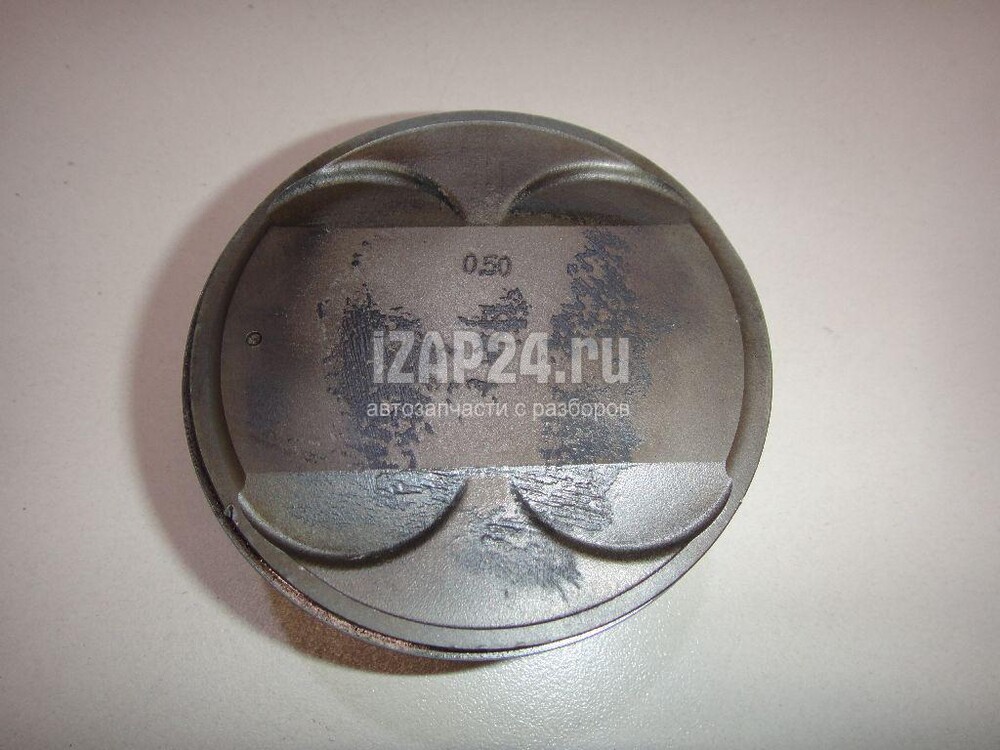 0.50
iZAP24.ru
автозапчасти с разборов